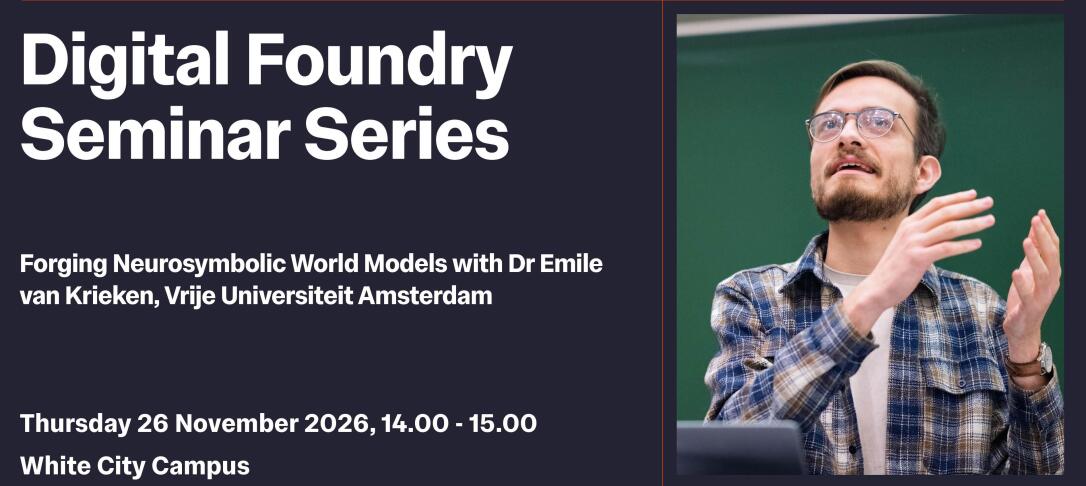 Digital Foundry
Seminar Series
Forging Neurosymbolic World Models with Dr Emile
van Krieken, Vrije Universiteit Amsterdam
Thursday 26 November 2026, 14.00 - 15.00
White City Campus